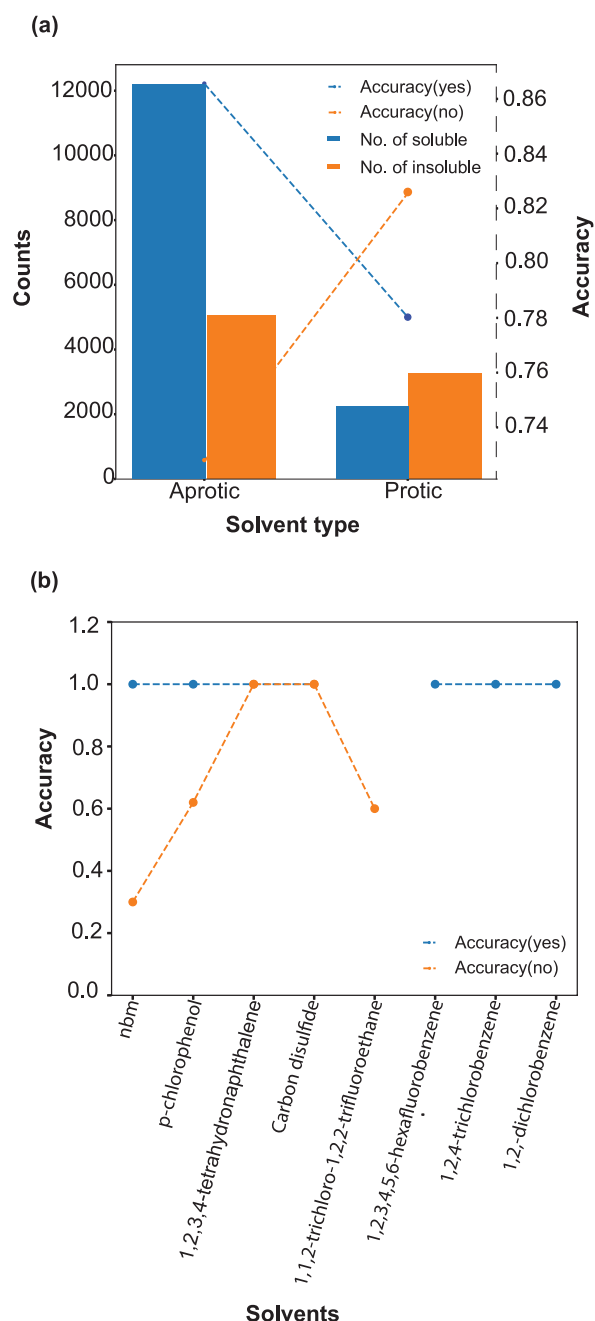 (a)
12000
10000
8000
6000
4000
2000
0
Counts
Accuracy(yes)
Accuracy(no)
No. of soluble
No. of insoluble
0.86
0.84
0.82
0.80
0.78
0.76
0.74
Accuracy
Aprotic
Protic
Solvent type
(b)
1.2
1.0
0.8
0.6
0.4
0.2
0.0
Accuracy
Accuracy(yes)
Accuracy(no)
nbm
p-chlorophenol
1,2,3,4-tetrahydronaphthalene
Carbon disulfide
1,1,2-trichloro-1,2,2-trifluoroethane
1,2,3,4,5,6-hexafluorobenzene
1,2,4-trichlorobenzene
1,2,-dichlorobenzene
Solvents